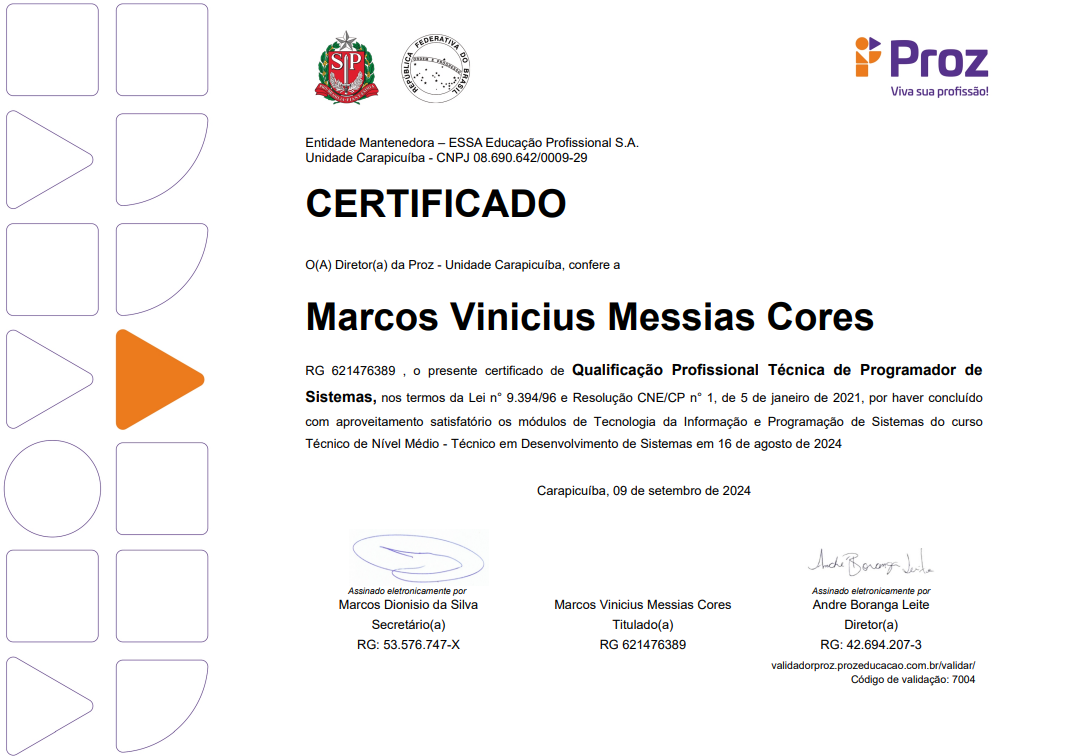 SP
REPÚBLICA FEDERATIVA DO BRASIL
ORDEM E PROGRESSO
Proz
Viva sua profissão!
Entidade Mantenedora – ESSA Educação Profissional S.A.
Unidade Carapicuíba - CNPJ 08.690.642/0009-29
CERTIFICADO
O(A) Diretor(a) da Proz - Unidade Carapicuíba, confere a
Marcos Vinicius Messias Cores
RG 621476389 , o presente certificado de Qualificação Profissional Técnica de Programador de
Sistemas, nos termos da Lei n° 9.394/96 e Resolução CNE/CP n° 1, de 5 de janeiro de 2021, por haver concluído
com aproveitamento satisfatório os módulos de Tecnologia da Informação e Programação de Sistemas do curso
Técnico de Nível Médio - Técnico em Desenvolvimento de Sistemas em 16 de agosto de 2024
Carapicuíba, 09 de setembro de 2024
Andre Boranga Leite
Assinado eletronicamente por
Marcos Dionisio da Silva
Secretário(a)
RG: 53.576.747-X
Marcos Vinicius Messias Cores
Titulado(a)
RG 621476389
Assinado eletronicamente por
Andre Boranga Leite
Diretor(a)
RG: 42.694.207-3
validadorproz.prozeducacao.com.br/validar/
Código de validação: 7004